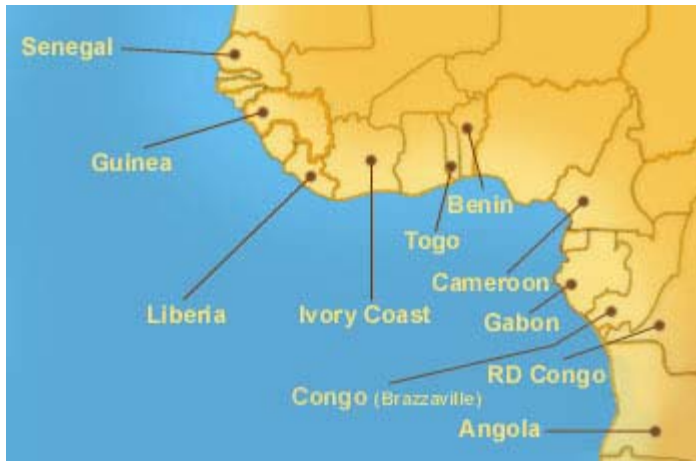 Senegal
Guinea
Benin
Togo
Cameroon
Liberia
Ivory Coast
Gabon
RD Congo
Congo (Brazzaville)
Angola